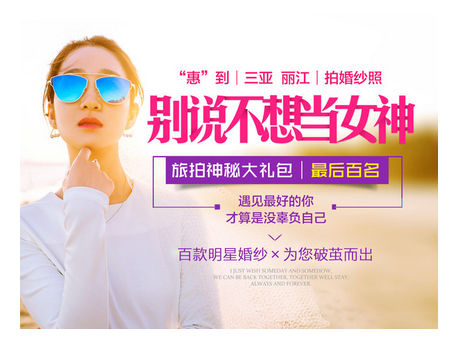 “惠”到｜三亚 丽江｜拍婚纱照
别说不想当女神
旅拍神秘大礼包｜最后百名
遇见最好的你
才算是没辜负自己
百款明星婚纱×为您破茧而出
I JUST WISH SOMEDAY AND SOMEHOW,
WE CAN BE BACK TOGETHER, TOGETHER WELL STAY,
ALWAYS AND FOREVER.